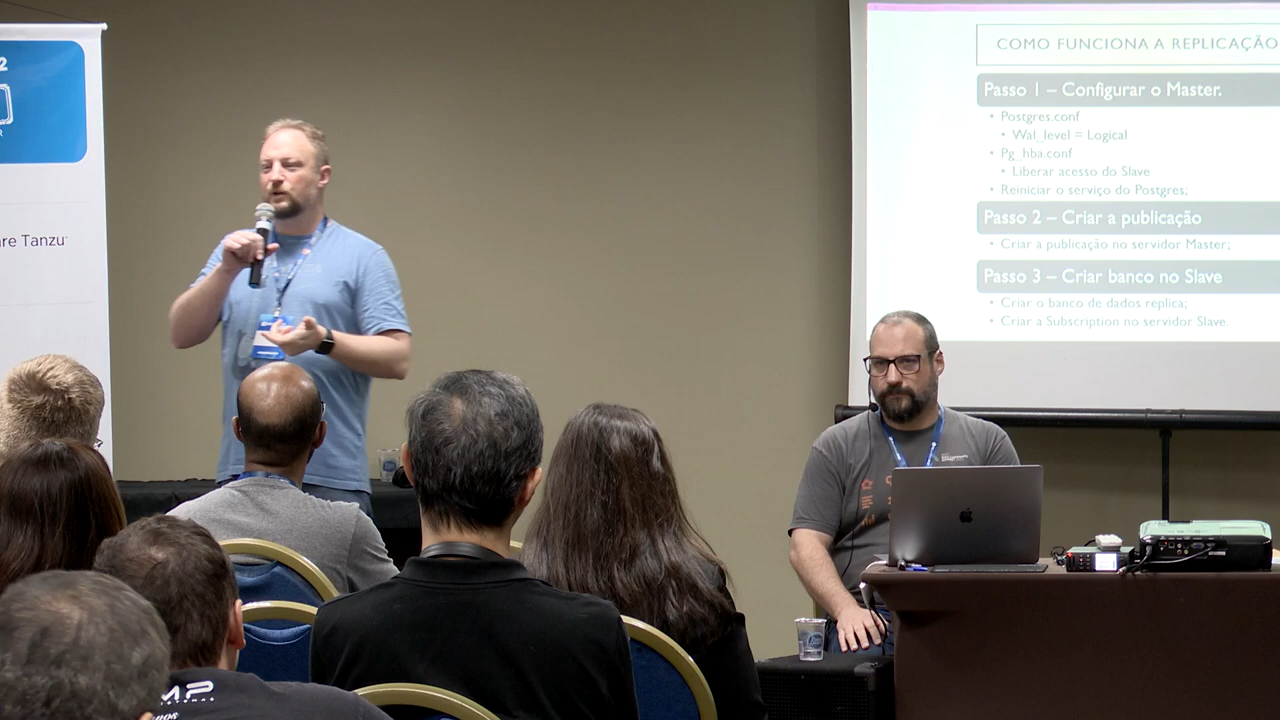 2
R
re Tanzu
COMO FUNCIONA A REPLICAÇÃO
Passo 1 – Configurar o Master.
• Postgres.conf
• Wal_level = Logical
• Pg_hba.conf
• Liberar acesso do Slave
• Reiniciar o serviço do Postgres;
Passo 2 – Criar a publicação
• Criar a publicação no servidor Master;
Passo 3 – Criar banco no Slave
• Criar o banco de dados replica;
• Criar a Subscription no servidor Slave.
MP